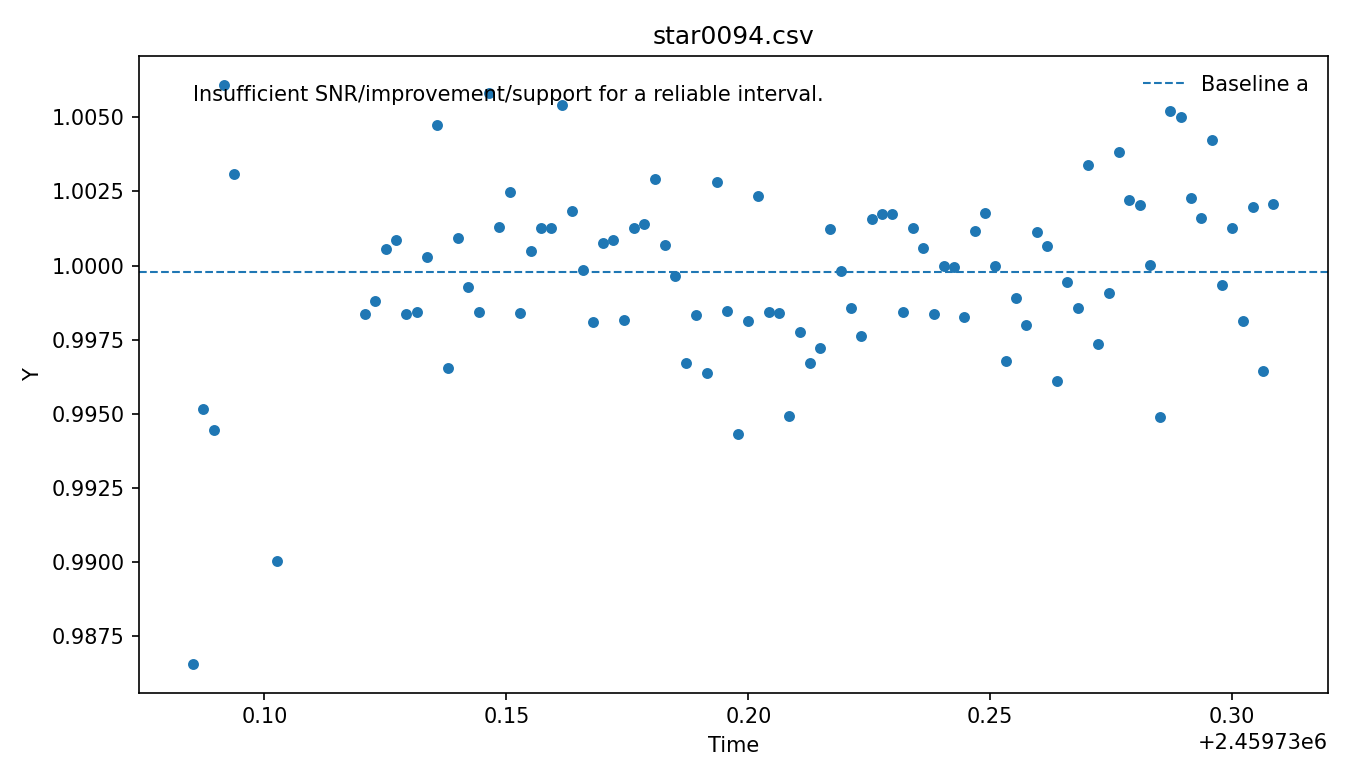 star0094.csv
Insufficient SNR/improvement/support for a reliable interval.
Baseline a
1.0050
1.0025
1.0000
0.9975
0.9950
0.9925
0.9900
0.9875
Y
0.10 0.15 0.20 0.25 0.30
Time
+2.45973e6